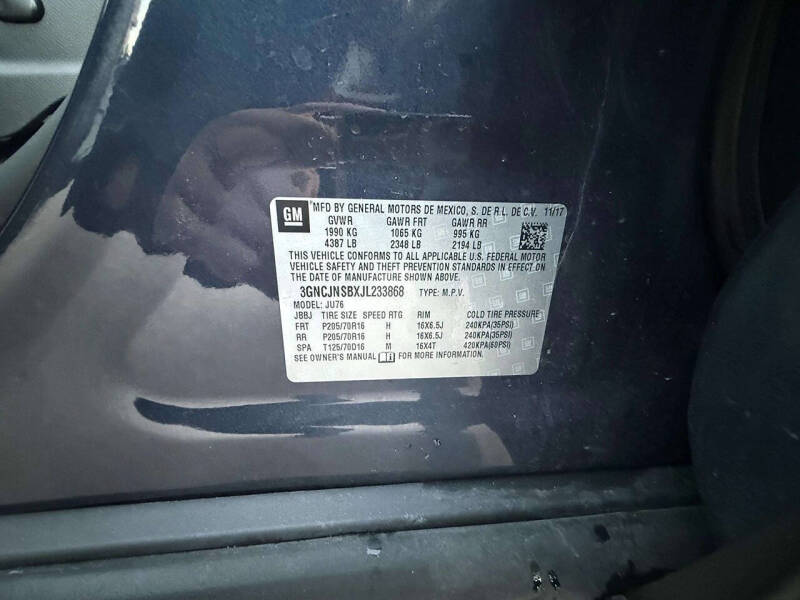 GM MFD BY GENERAL MOTORS DE MEXICO, S. DE R.L. DE C.V. 11/17
GVWR GAWR FRT GAWR RR
1990 KG 1065 KG 995 KG
4387 LB 2348 LB 2194 LB
THIS VEHICLE CONFORMS TO ALL APPLICABLE U.S. FEDERAL MOTOR
VEHICLE SAFETY AND THEFT PREVENTION STANDARDS IN EFFECT ON THE
DATE OF MANUFACTURE SHOWN ABOVE.
3GNCJNSBXJL233868 TYPE: M.P.V.
MODEL: JU76
JBBJ TIRE SIZE SPEED RTG RIM COLD TIRE PRESSURE
FRT P205/70R16 H 16X6.5J 240KPA(35PSI)
RR P205/70R16 H 16X6.5J 240KPA(35PSI)
SPA T125/70D16 M 16X4T 420KPA(60PSI)
SEE OWNER'S MANUAL FOR MORE INFORMATION.